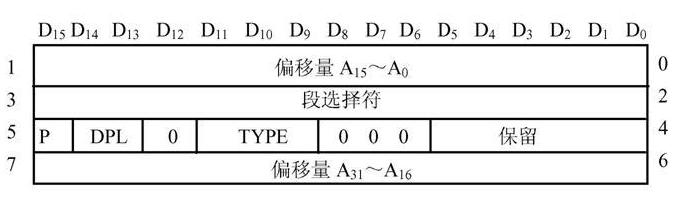 D15 D14 D13 D12 D11 D10 D9 D8 D7 D6 D5 D4 D3 D2 D1 D0
1 偏移量 A15～A0 0
3 段选择符 2
5 P DPL 0 TYPE 0 0 0 保留 4
7 偏移量 A31～A16 6